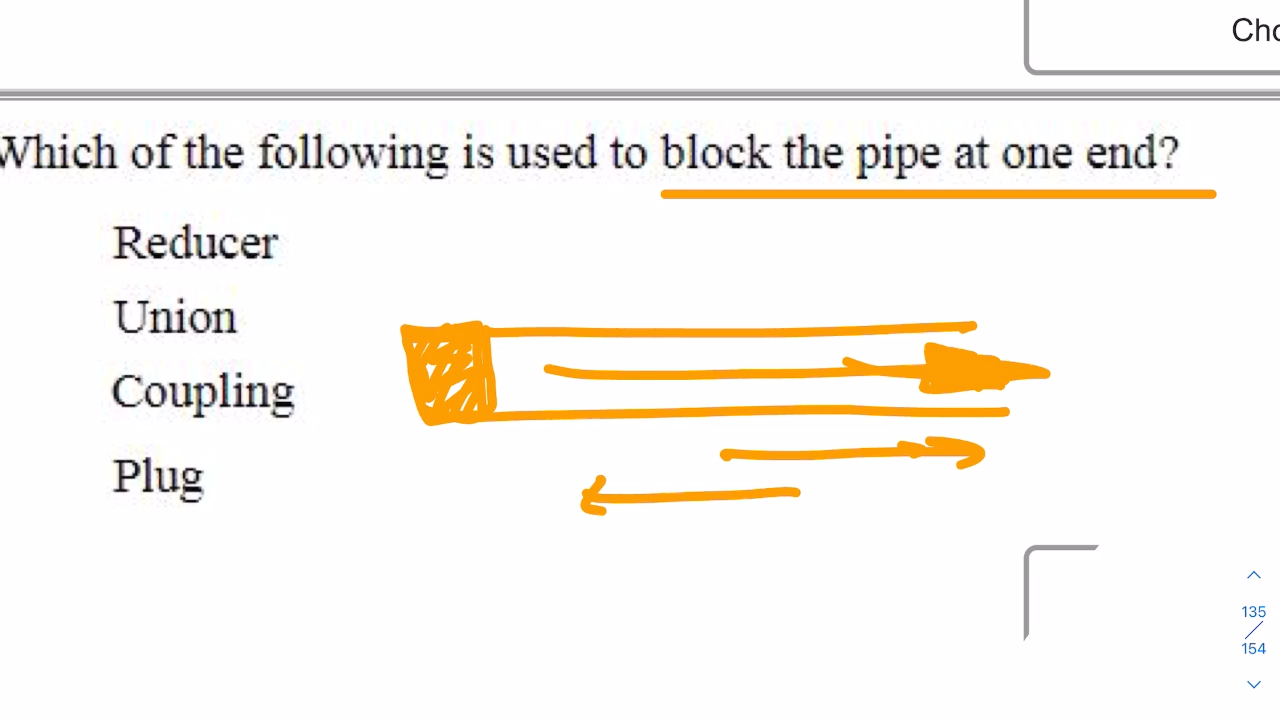 Which of the following is used to block the pipe at one end?
Reducer
Union
Coupling
Plug
135
154